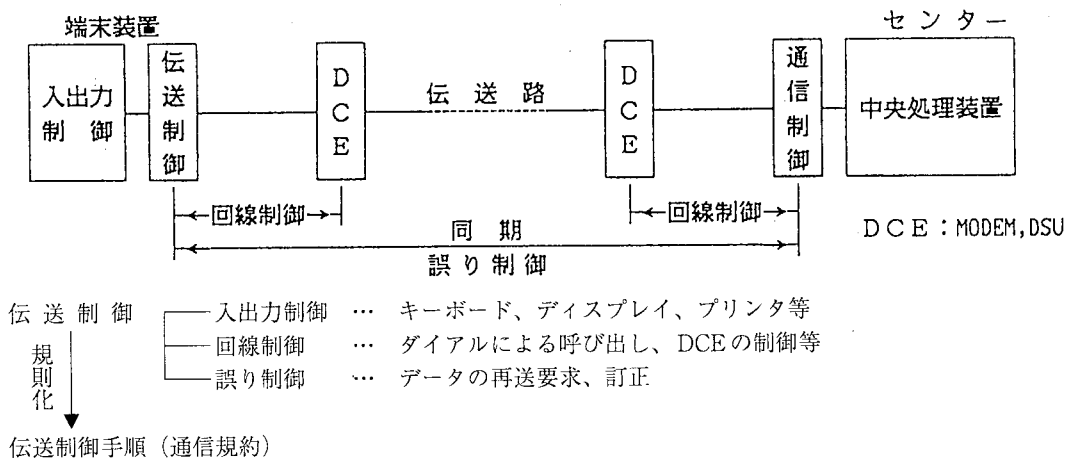 端末装置
センター
入出力制御
伝送制御
DCE
伝送路
DCE
通信制御
中央処理装置
回線制御
回線制御
同期
誤り制御
DCE:MODEM,DSU
伝送制御
入出力制御 … キーボード、ディスプレイ、プリンタ等
回線制御 … ダイアルによる呼び出し、DCEの制御等
誤り制御 … データの再送要求、訂正
規則化
伝送制御手順(通信規約)